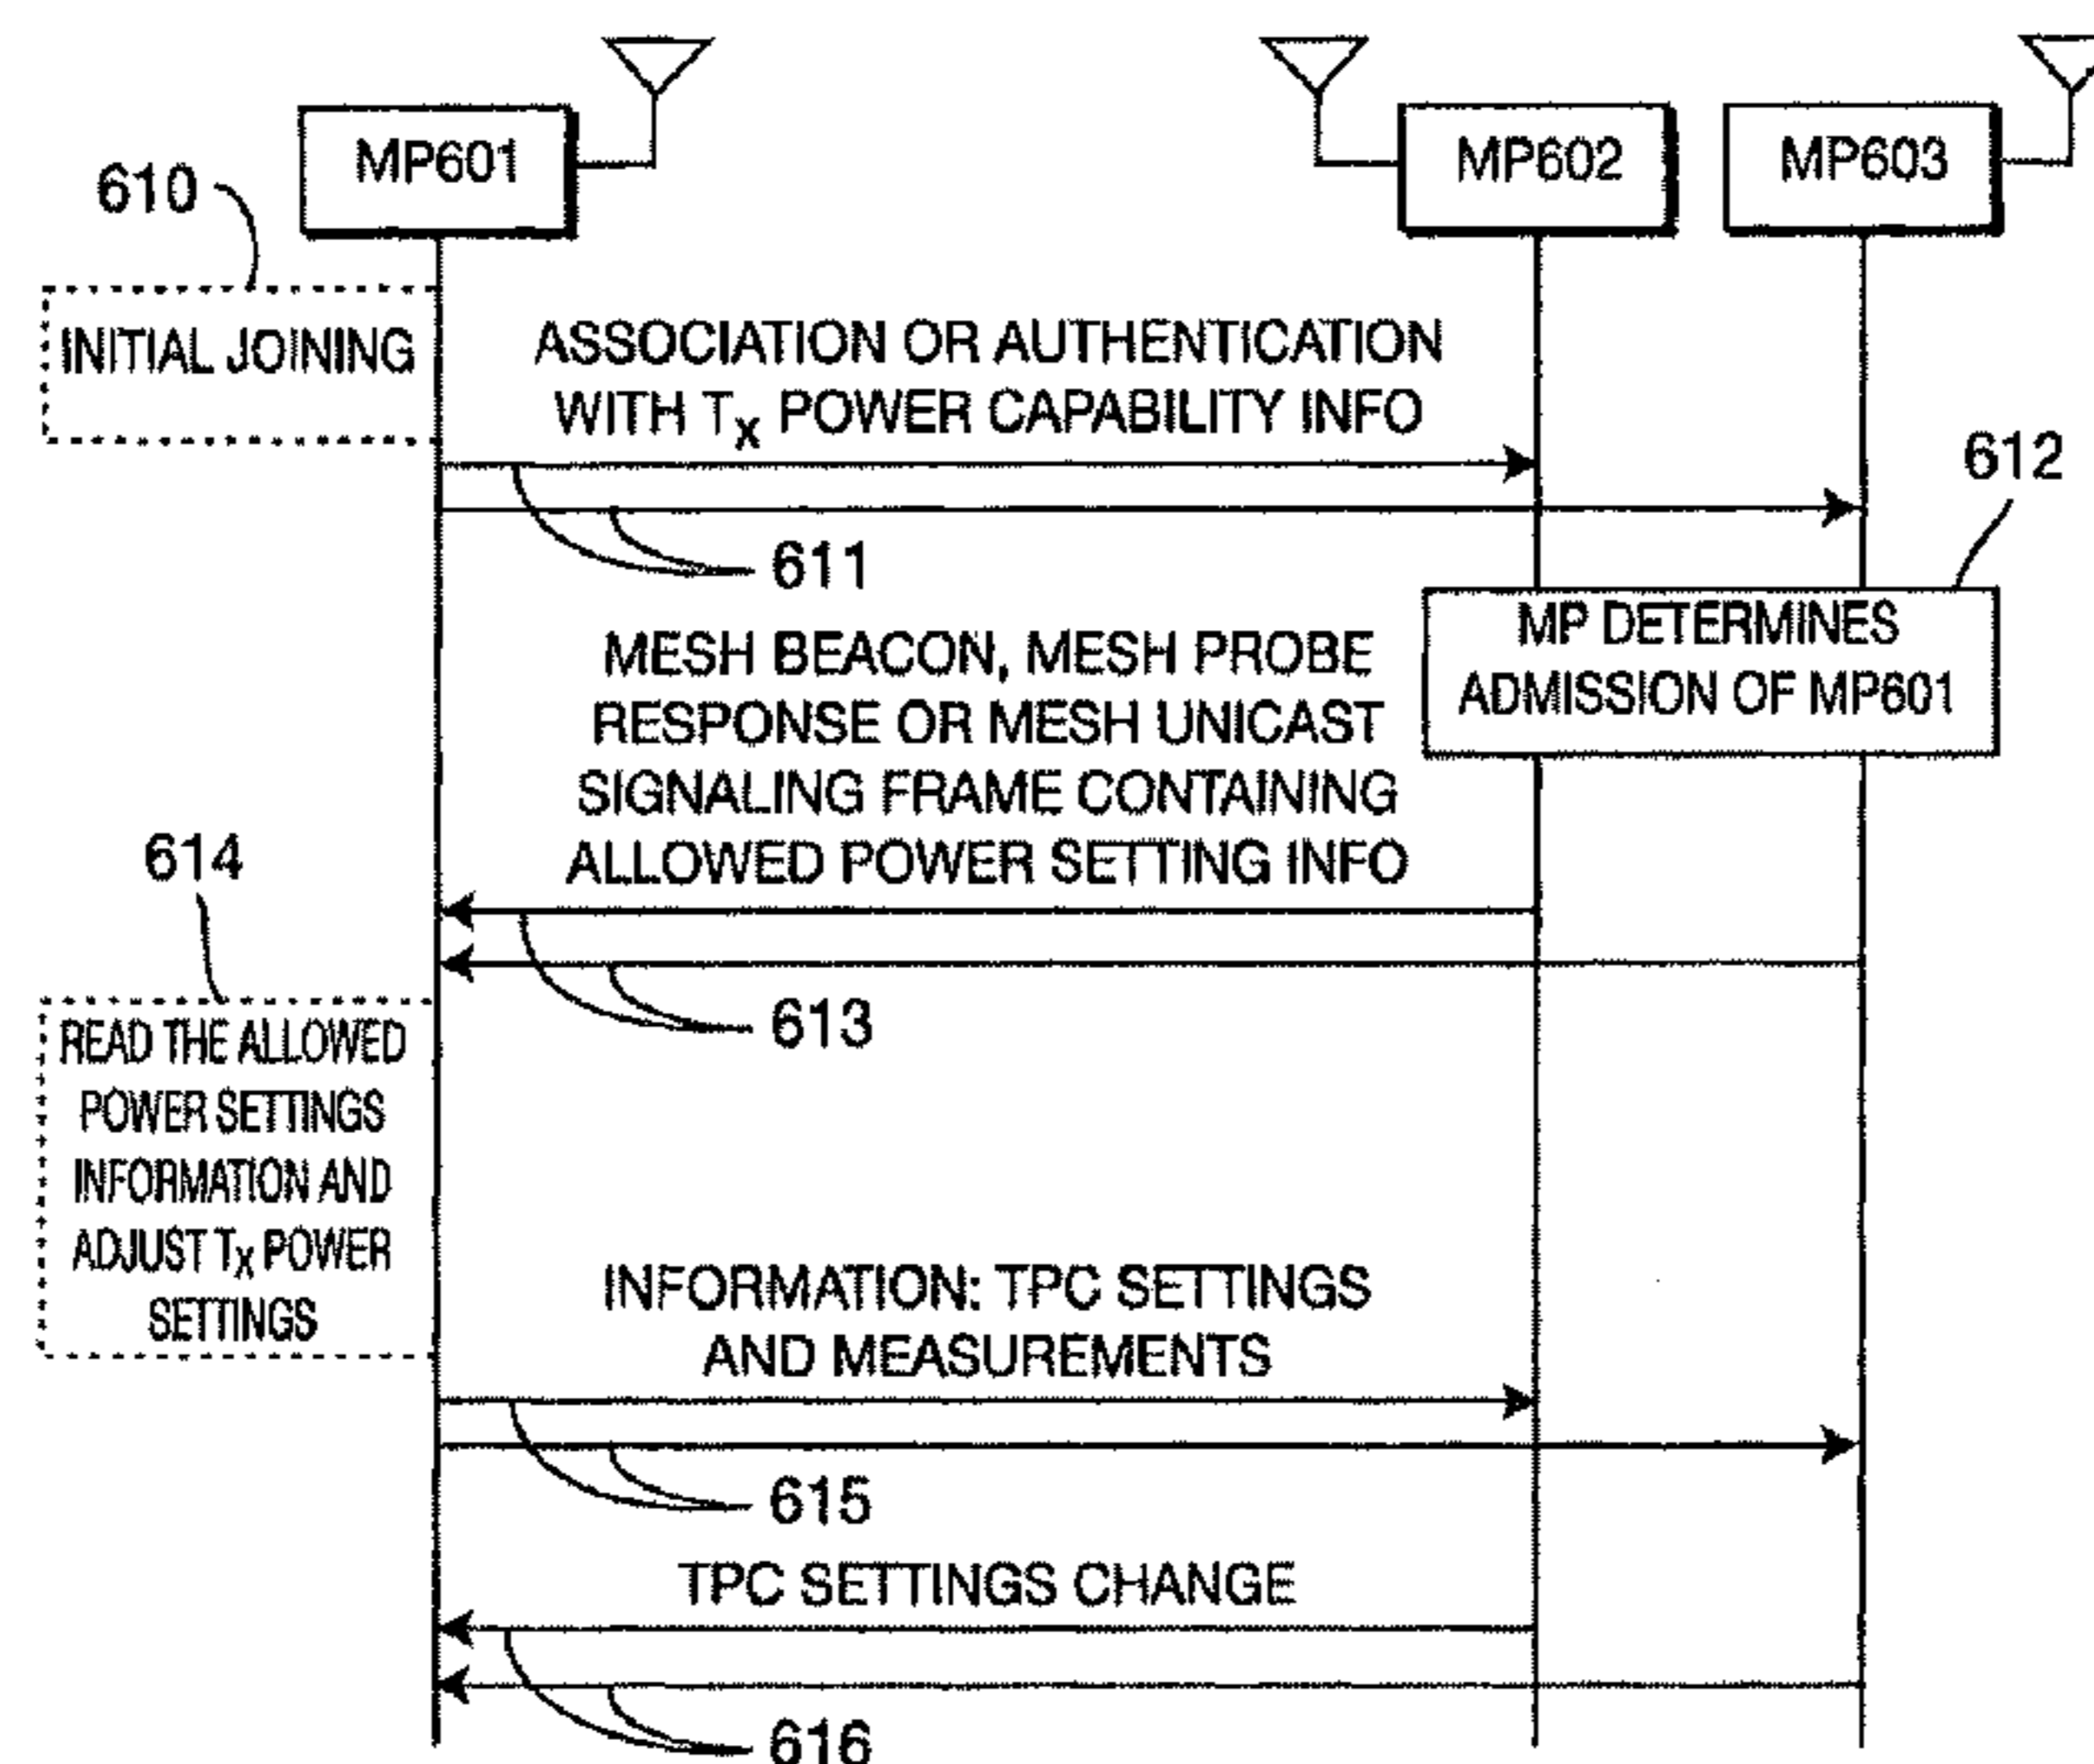 MP601
MP602
MP603
610
INITIAL JOINING
ASSOCIATION OR AUTHENTICATION
WITH Tx POWER CAPABILITY INFO
611
612
MP DETERMINES
ADMISSION OF MP601
MESH BEACON, MESH PROBE
RESPONSE OR MESH UNICAST
SIGNALING FRAME CONTAINING
ALLOWED POWER SETTING INFO
613
614
READ THE ALLOWED
POWER SETTINGS
INFORMATION AND
ADJUST Tx POWER
SETTINGS
INFORMATION: TPC SETTINGS
AND MEASUREMENTS
615
TPC SETTINGS CHANGE
616